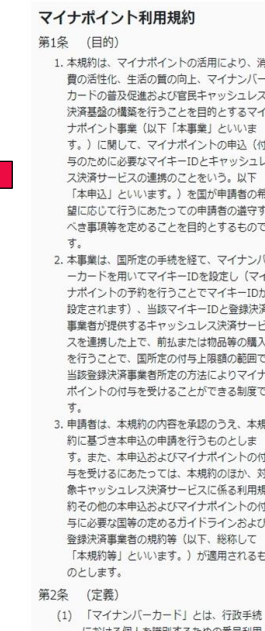 マイナポイント利用規約
第1条 (目的)
1. 本規約は、マイナポイントの活用により、消
費の活性化、生活の質の向上、マイナンバー
カードの普及促進および官民キャッシュレス
決済基盤の構築を行うことを目的とするマイ
ナポイント事業（以下「本事業」といいま
す。）に関して、マイナポイントの申込（付
与のために必要なマイキーIDとキャッシュレ
ス決済サービスの連携のことをいう。以下
「本申込」といいます。）を国が申請者の希
望に応じて行うにあたっての申請者の遵守す
べき事項等を定めることを目的とするもので
す。
2. 本事業は、国所定の手続を経て、マイナンバ
ーカードを用いてマイキーIDを設定し（マイ
ナポイントの予約を行うことでマイキーIDが
設定されます）、当該マイキーIDと登録決済
事業者が提供するキャッシュレス決済サービ
スを連携した上で、前払または物品等の購入
を行うことで、国所定の付与上限額の範囲で
当該登録決済事業者所定の方法によりマイナ
ポイントの付与を受けることができる制度で
す。
3. 申請者は、本規約の内容を承認のうえ、本規
約に基づき本申込の申請を行うものとしま
す。また、本申込およびマイナポイントの付
与を受けるにあたっては、本規約のほか、対
象キャッシュレス決済サービスに係る利用規
約その他の本申込およびマイナポイントの付
与に必要な国等の定めるガイドラインおよび
登録決済事業者の規約等（以下、総称して
「本規約等」といいます。）が適用されるも
のとします。
第2条 (定義)
(1) 「マイナンバーカード」とは、行政手続
における個人を識別するための番号利用